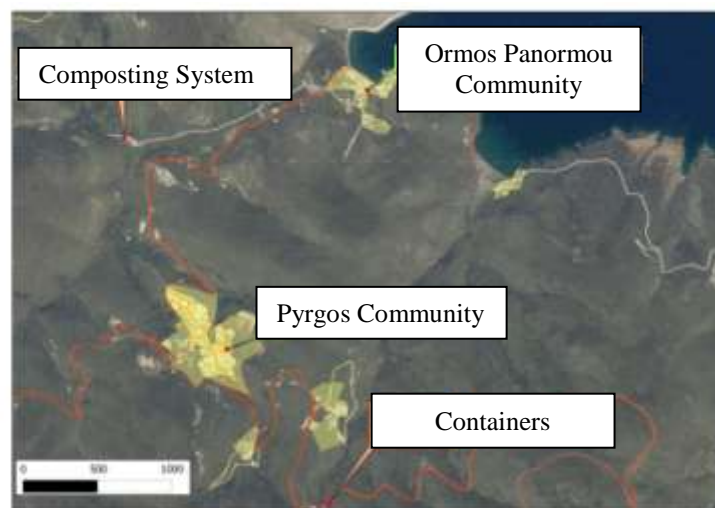 Ormos Panormou
Community
Composting System
Pyrgos Community
Containers
0 500 1000